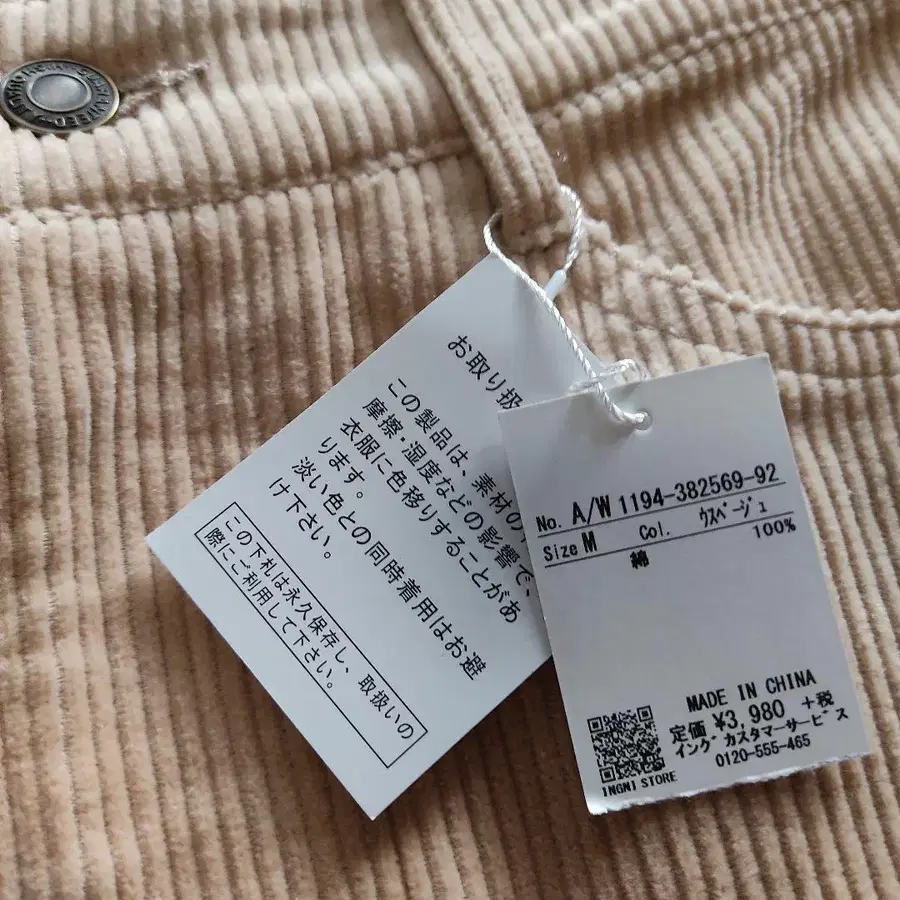 お取り扱
この製品は、素材の
摩擦・湿度などの影響で、
衣服に色移りすることがあ
ります。
淡い色との同時着用はお避
け下さい。
この下札は永久保存し、取扱いの
際にご利用して下さい。
No. A/W 1194-382569-92
Size M Col. ウスベージュ
綿 100%
MADE IN CHINA
定価 ¥3,980 +税
イング カスタマーサービス
0120-555-465
INGNI STORE